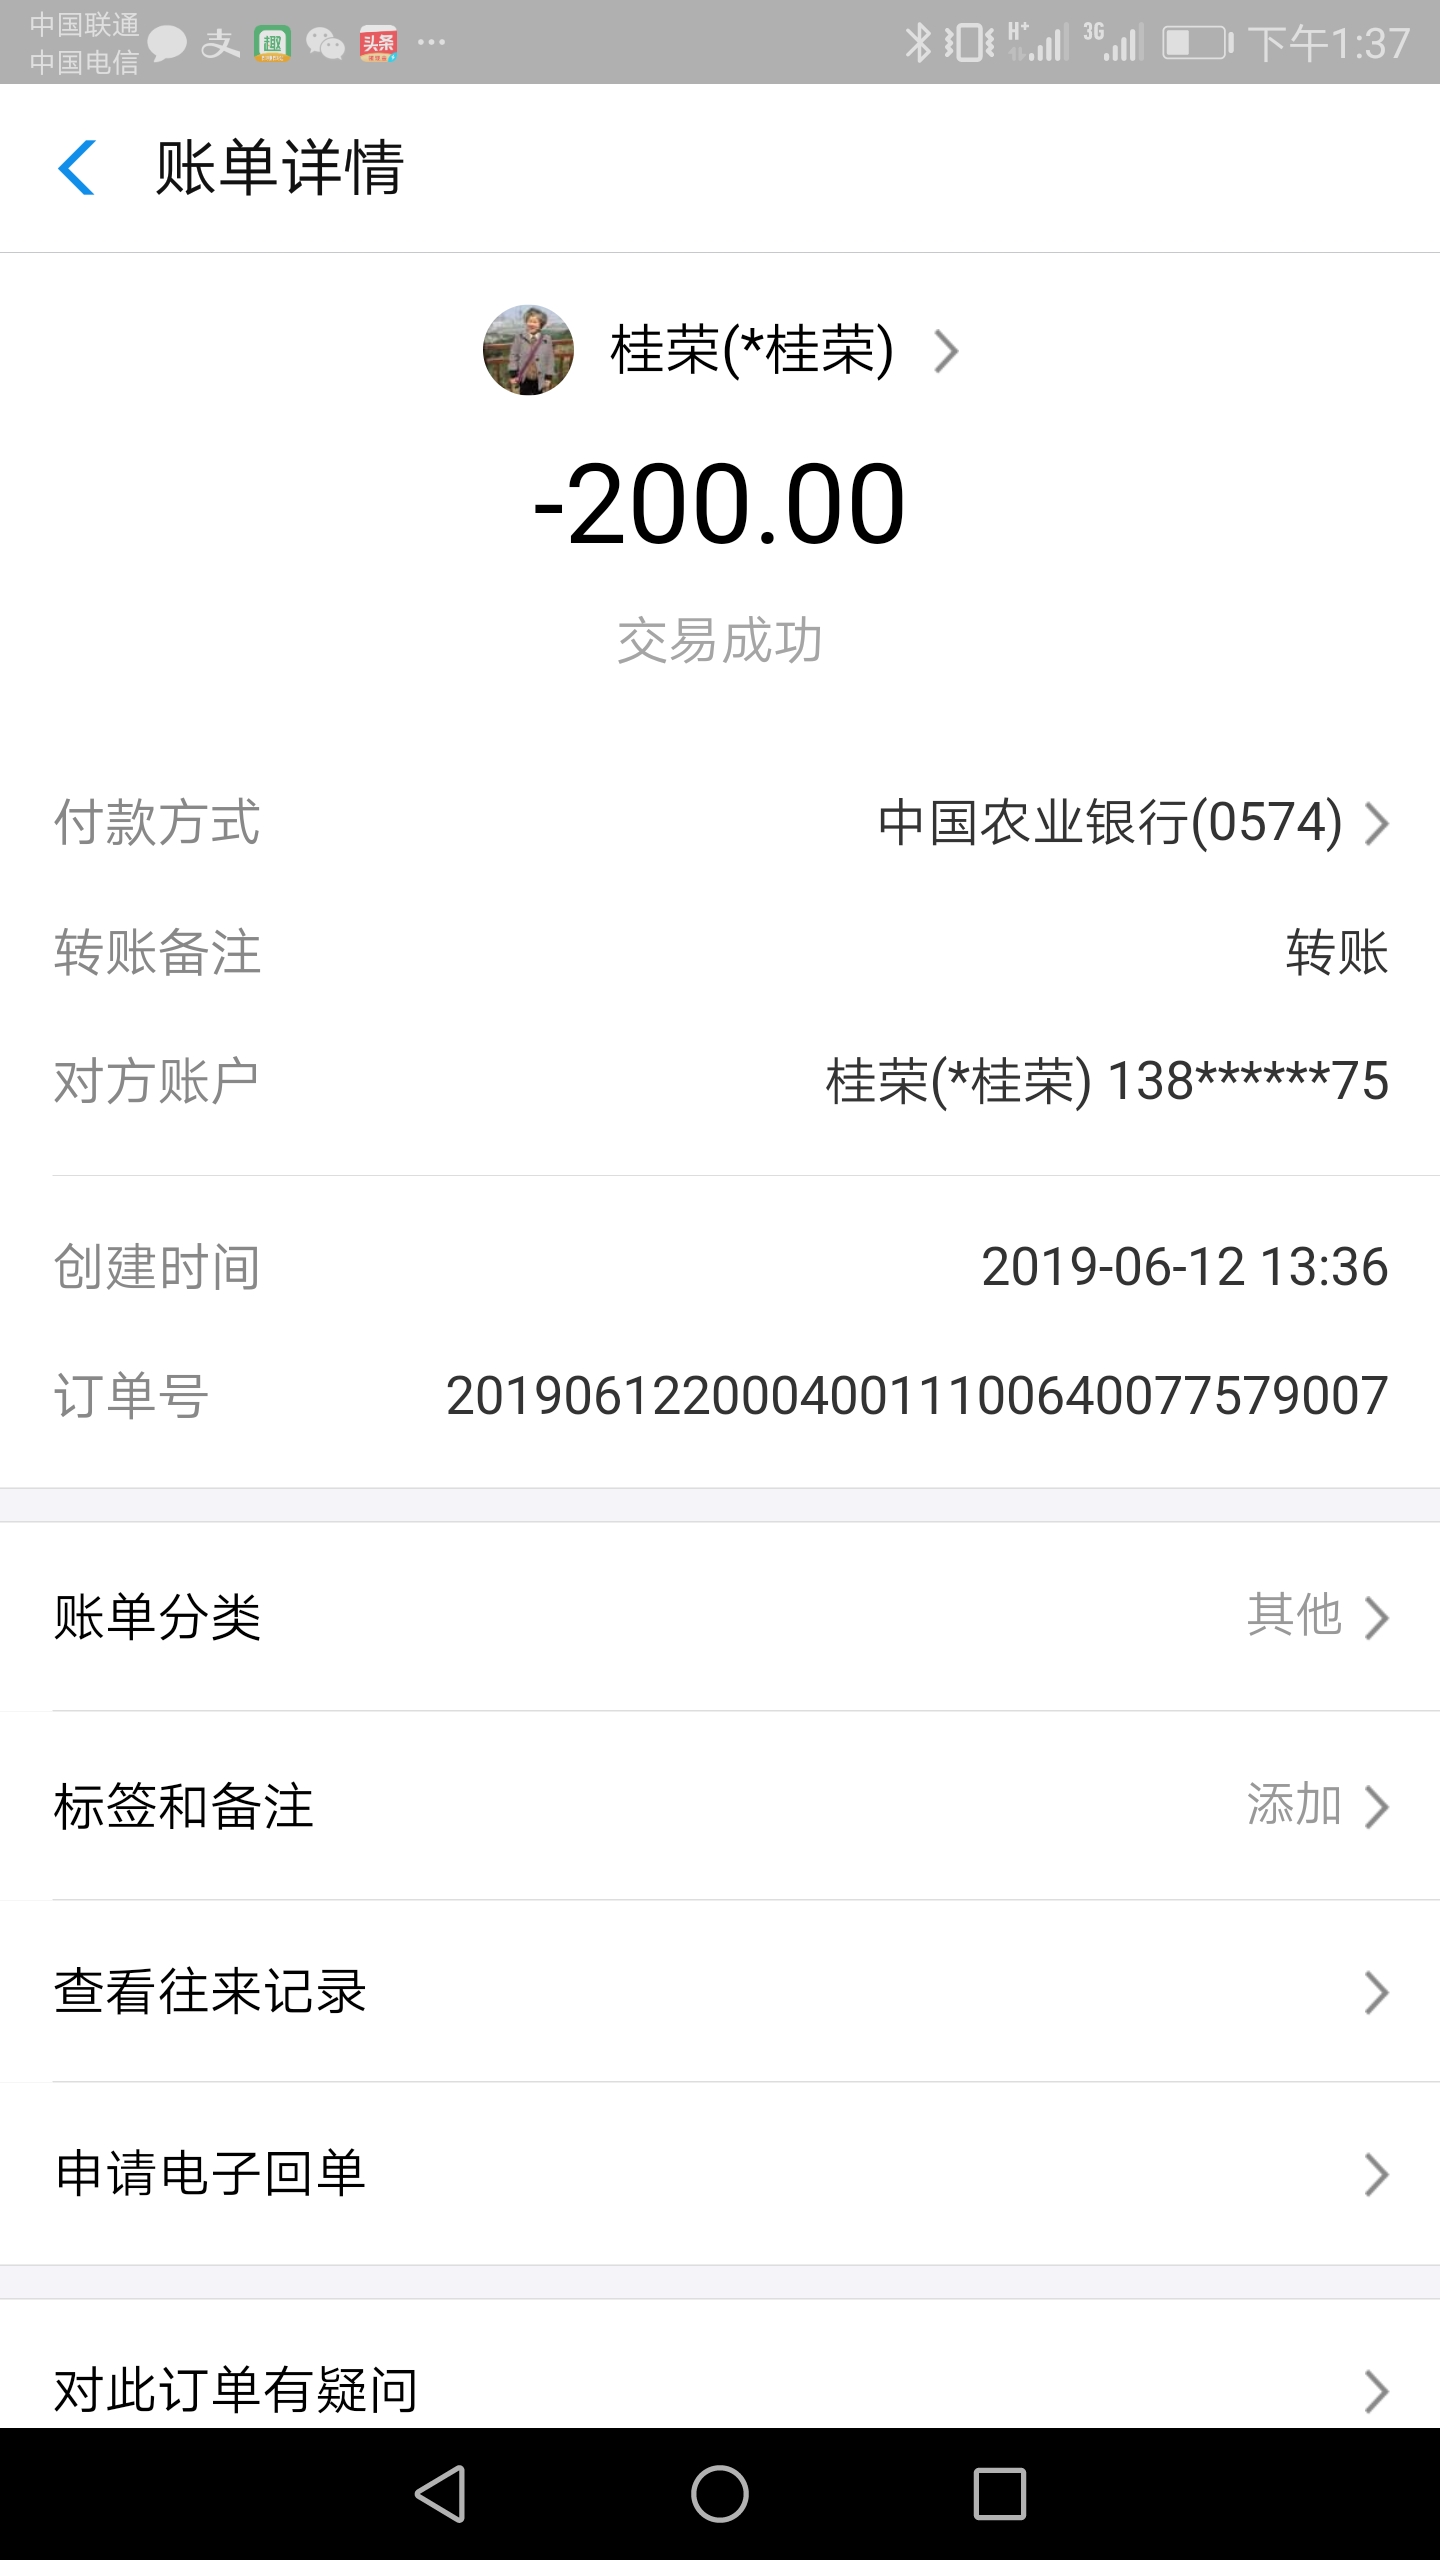 中国联通
中国电信
趣
头条
H+
3G
下午1:37
账单详情
桂荣(*桂荣)
-200.00
交易成功
付款方式 中国农业银行(0574)
转账备注 转账
对方账户 桂荣(*桂荣) 138******75
创建时间 2019-06-12 13:36
订单号 201906122200040011100640077579007
账单分类 其他
标签和备注 添加
查看往来记录
申请电子回单
对此订单有疑问